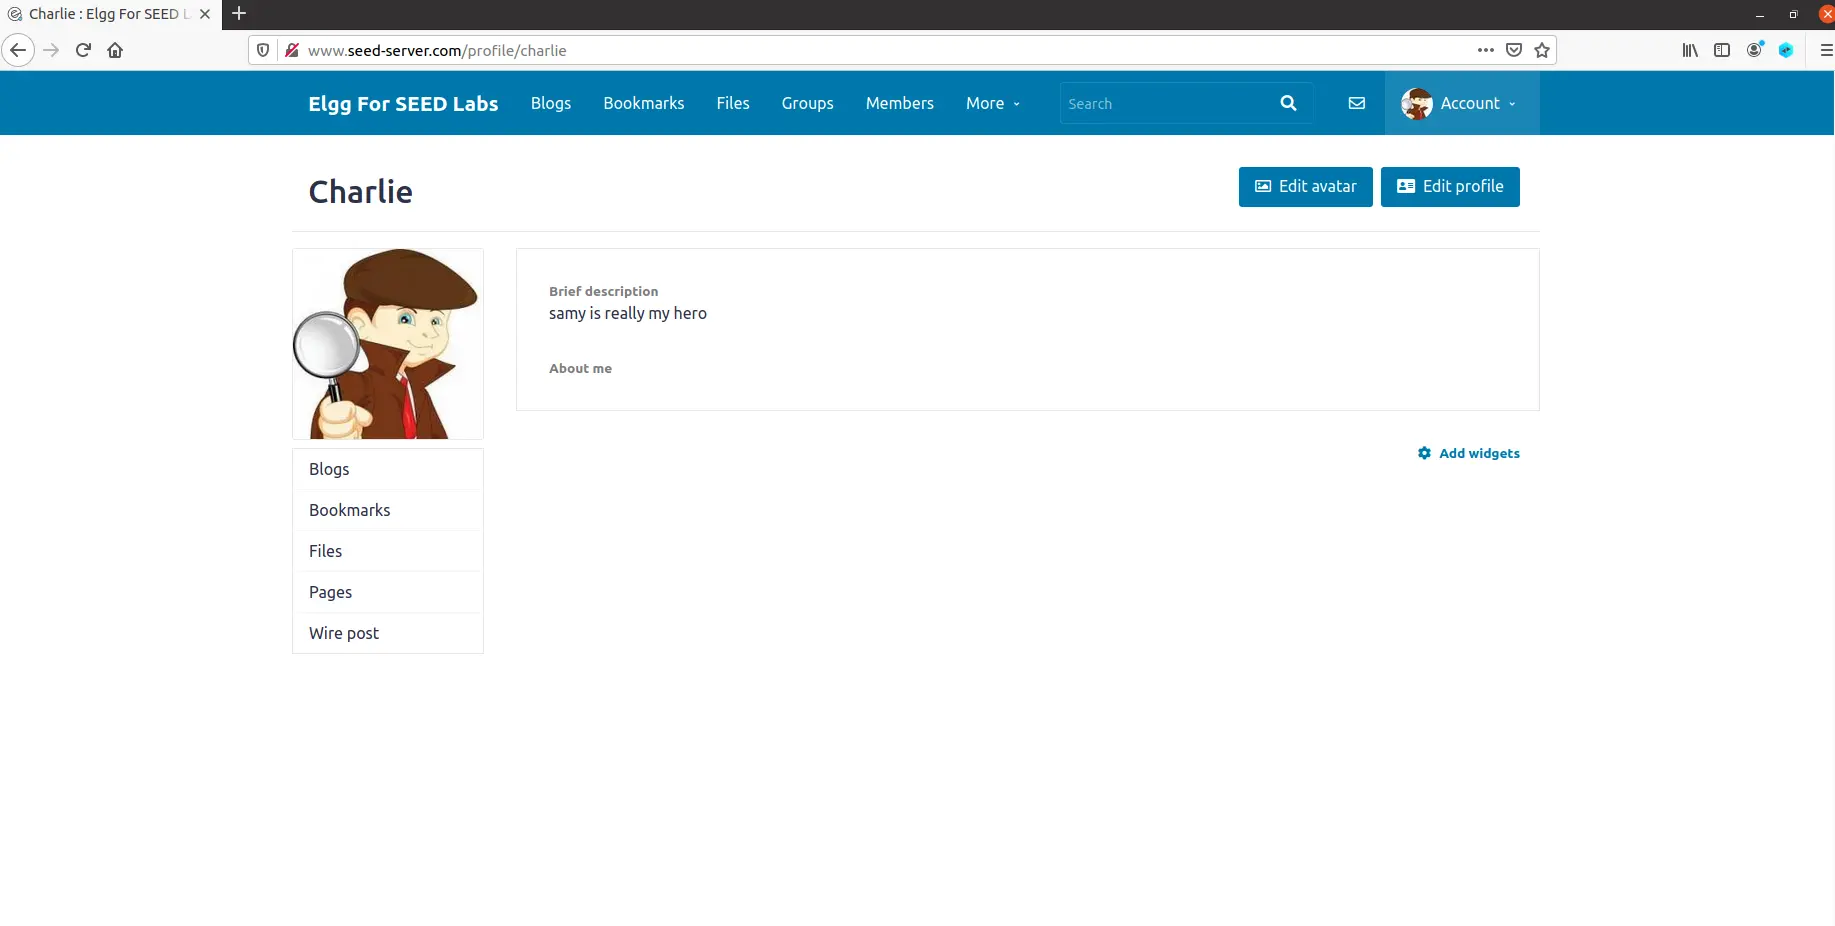 Charlie : Elgg For SEED L
www.seed-server.com/profile/charlie
Elgg For SEED Labs Blogs Bookmarks Files Groups Members More Search Account
Charlie
Edit avatar Edit profile
Brief description
samy is really my hero
About me
Add widgets
Blogs
Bookmarks
Files
Pages
Wire post